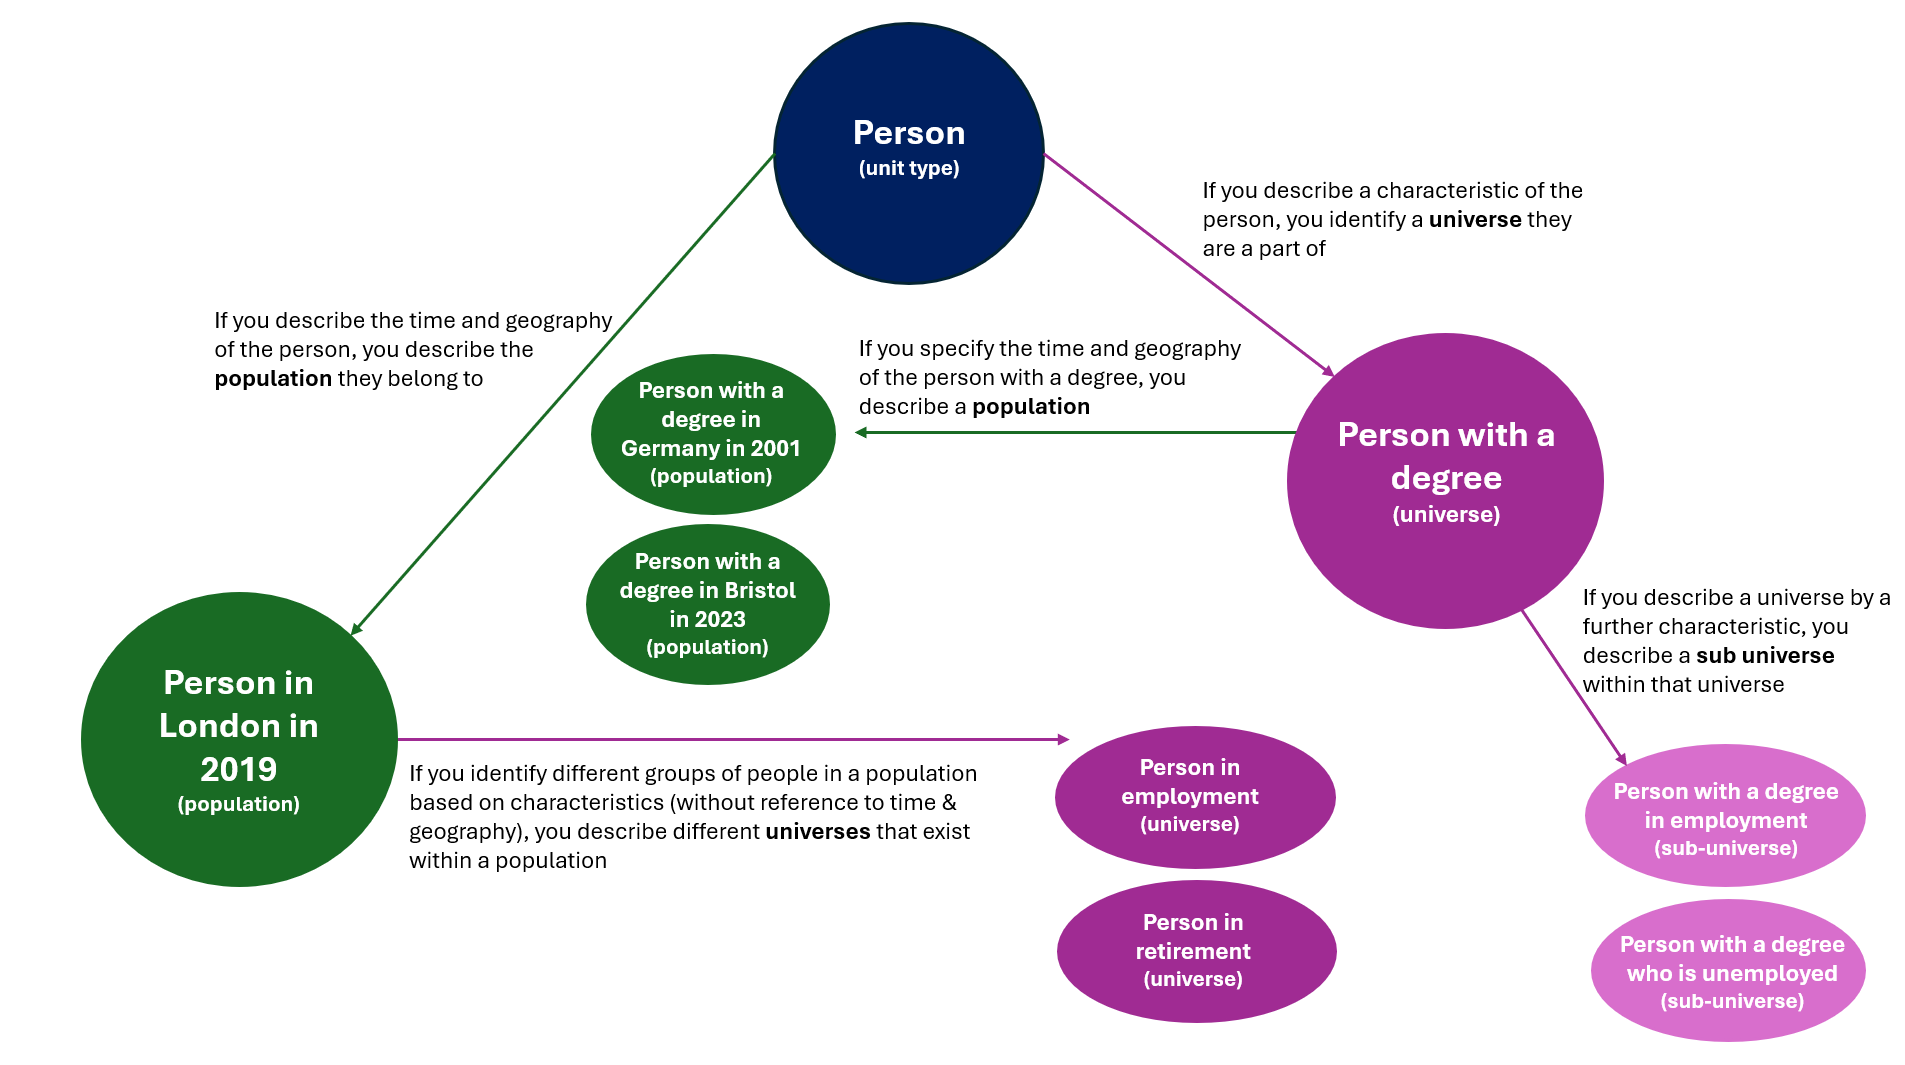 Person
(unit type)
If you describe a characteristic of the
person, you identify a universe they
are a part of
If you describe the time and geography
of the person, you describe the
population they belong to
If you specify the time and geography
of the person with a degree, you
describe a population
Person with a
degree in
Germany in 2001
(population)
Person with a
degree
(universe)
Person with a
degree in Bristol
in 2023
(population)
If you describe a universe by a
further characteristic, you
describe a sub universe
within that universe
Person in
London in
2019
(population)
If you identify different groups of people in a population
based on characteristics (without reference to time &
geography), you describe different universes that exist
within a population
Person in
employment
(universe)
Person in
retirement
(universe)
Person with a degree
in employment
(sub-universe)
Person with a degree
who is unemployed
(sub-universe)